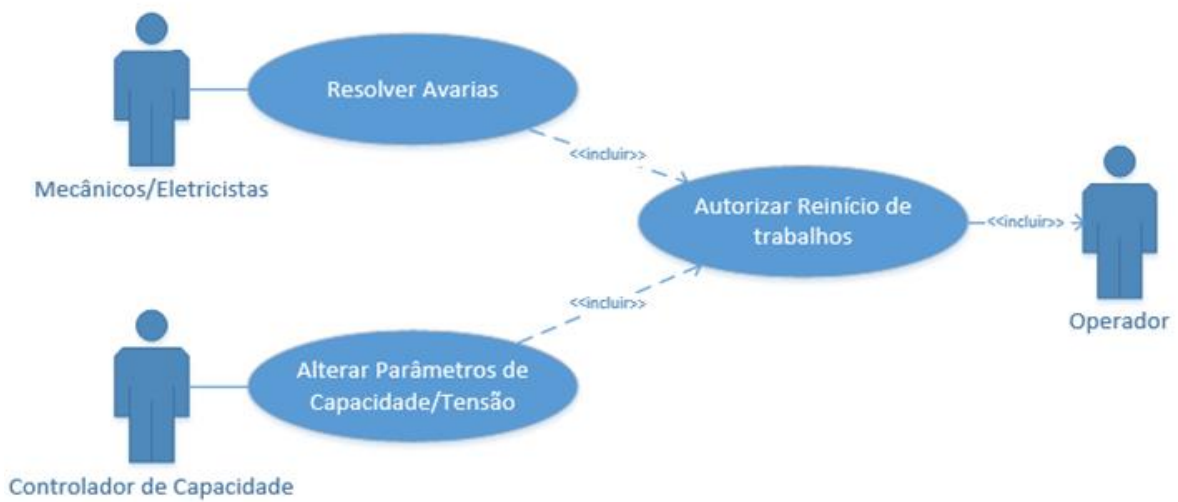 Resolver Avarias
Mecânicos/Eletricistas
<<incluir>>
Autorizar Reinício de
trabalhos
<<incluir>>
Operador
<<incluir>>
Alterar Parâmetros de
Capacidade/Tensão
Controlador de Capacidade